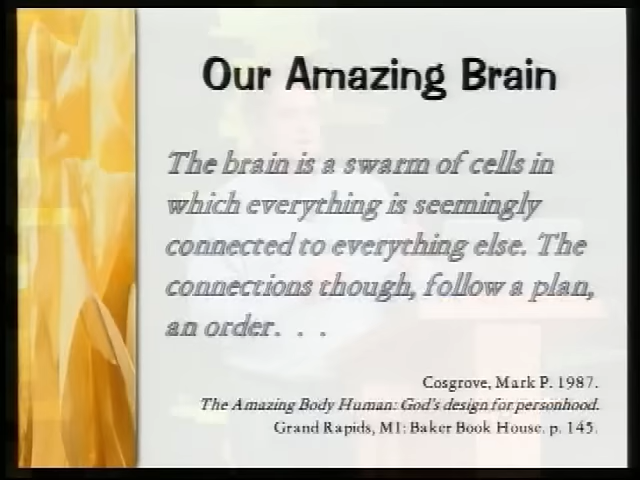 Our Amazing Brain
The brain is a swarm of cells in
which everything is seemingly
connected to everything else. The
connections though, follow a plan,
an order. . .
Cosgrove, Mark P. 1987.
The Amazing Body Human: God's design for personhood.
Grand Rapids, MI: Baker Book House. p. 145.